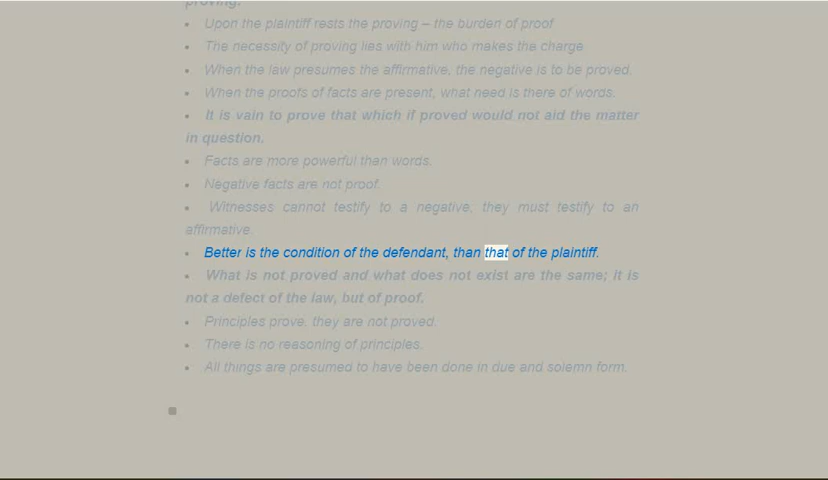 proving.
• Upon the plaintiff rests the proving – the burden of proof
• The necessity of proving lies with him who makes the charge
• When the law presumes the affirmative, the negative is to be proved.
• When the proofs of facts are present, what need is there of words.
• It is vain to prove that which if proved would not aid the matter
in question.
• Facts are more powerful than words.
• Negative facts are not proof.
• Witnesses cannot testify to a negative; they must testify to an
affirmative.
• Better is the condition of the defendant, than that of the plaintiff.
• What is not proved and what does not exist are the same; it is
not a defect of the law, but of proof.
• Principles prove, they are not proved.
• There is no reasoning of principles.
• All things are presumed to have been done in due and solemn form.